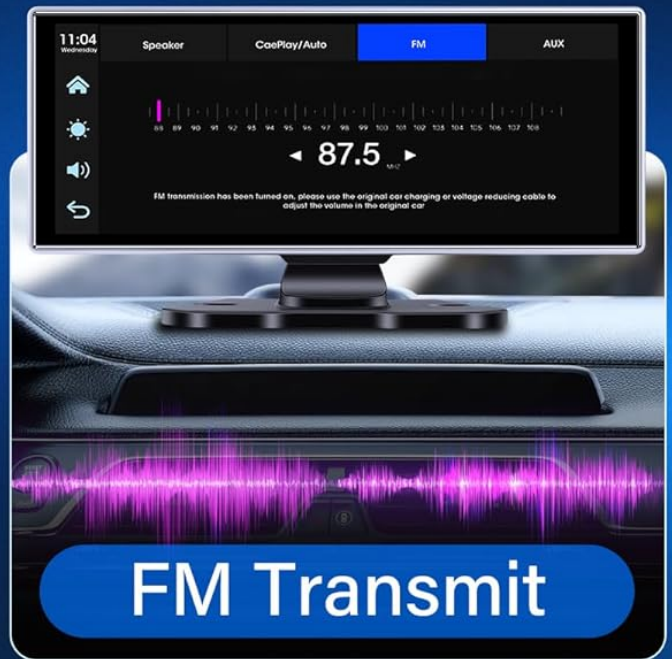 11:04
Wednesday
Speaker
CaePlay/Auto
FM
AUX
88 89 90 91 92 93 94 95 96 97 98 99 100 101 102 103 104 105 106 107 108
87.5 MHZ
FM transmission has been turned on, please use the original car charging or voltage reducing cable to
adjust the volume in the original car
FM Transmit